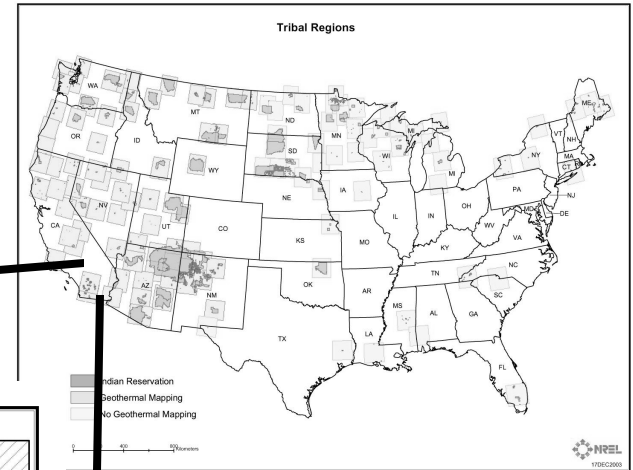 Tribal Regions
WA
MT
ND
ME
OR
ID
MN
VT
NH
SD
WI
MI
NY
MA
CT
WY
MI
IA
PA
NJ
NE
OH
MD
DE
NV
UT
CO
IL
IN
WV
CA
KS
MO
KY
VA
TN
NC
AZ
NM
OK
AR
SC
MS
AL
GA
TX
LA
FL
Indian Reservation
Geothermal Mapping
No Geothermal Mapping
0 400 800 Kilometers
NREL
17DEC2003